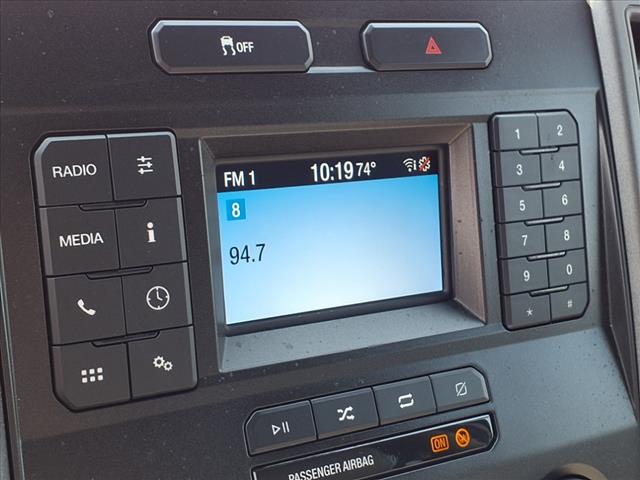 OFF
RADIO
MEDIA
i
FM 1 10:19 74°
8
94.7
1 2
3 4
5 6
7 8
9 0
* #
PASSENGER AIRBAG ON